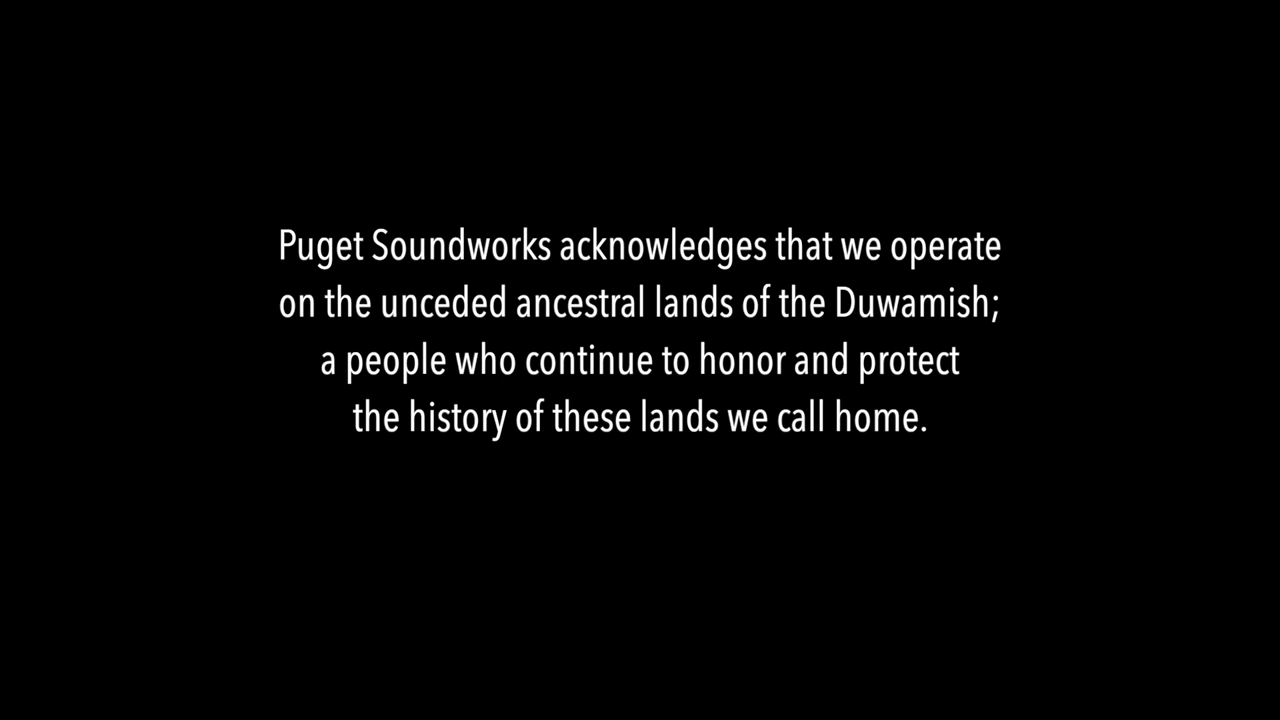 Puget Soundworks acknowledges that we operate
on the unceded ancestral lands of the Duwamish;
a people who continue to honor and protect
the history of these lands we call home.